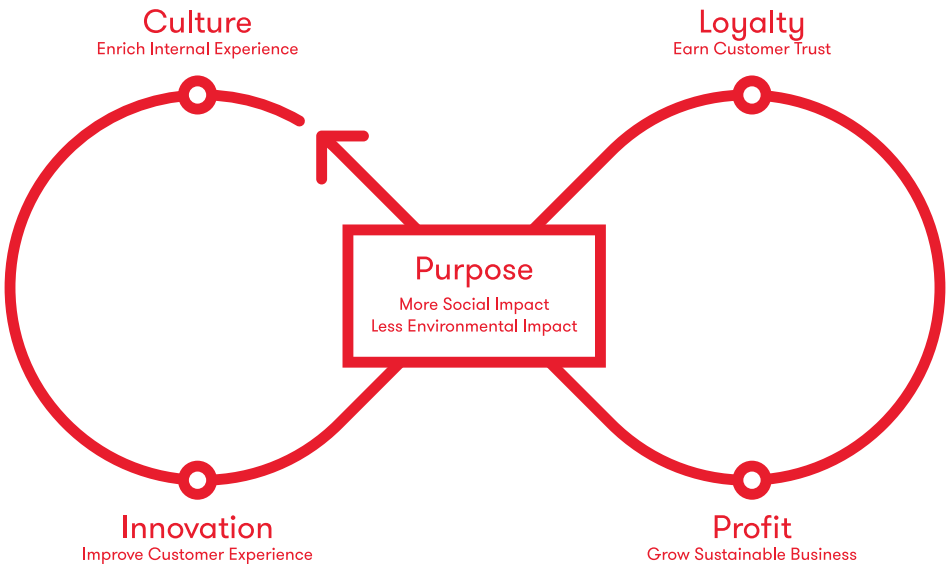 Culture
Enrich Internal Experience
Loyalty
Earn Customer Trust
Purpose
More Social Impact
Less Environmental Impact
Innovation
Improve Customer Experience
Profit
Grow Sustainable Business